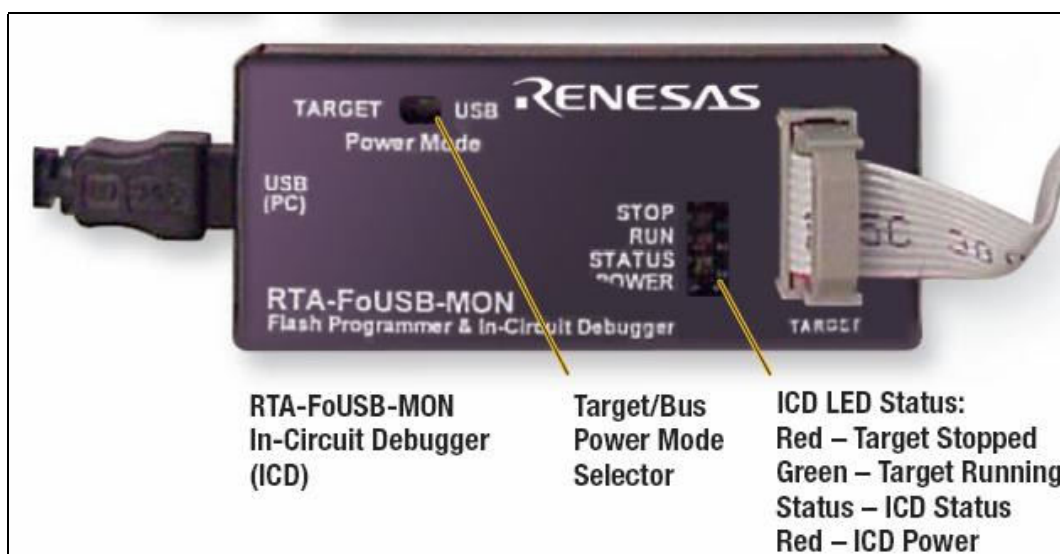 RENESAS
TARGET USB
Power Mode
USB
(PC)
STOP
RUN
STATUS
POWER
RTA-FoUSB-MON
Flash Programmer & In-Circuit Debugger
TARGET
RTA-FoUSB-MON
In-Circuit Debugger
(ICD)
Target/Bus
Power Mode
Selector
ICD LED Status:
Red – Target Stopped
Green – Target Running
Status – ICD Status
Red – ICD Power